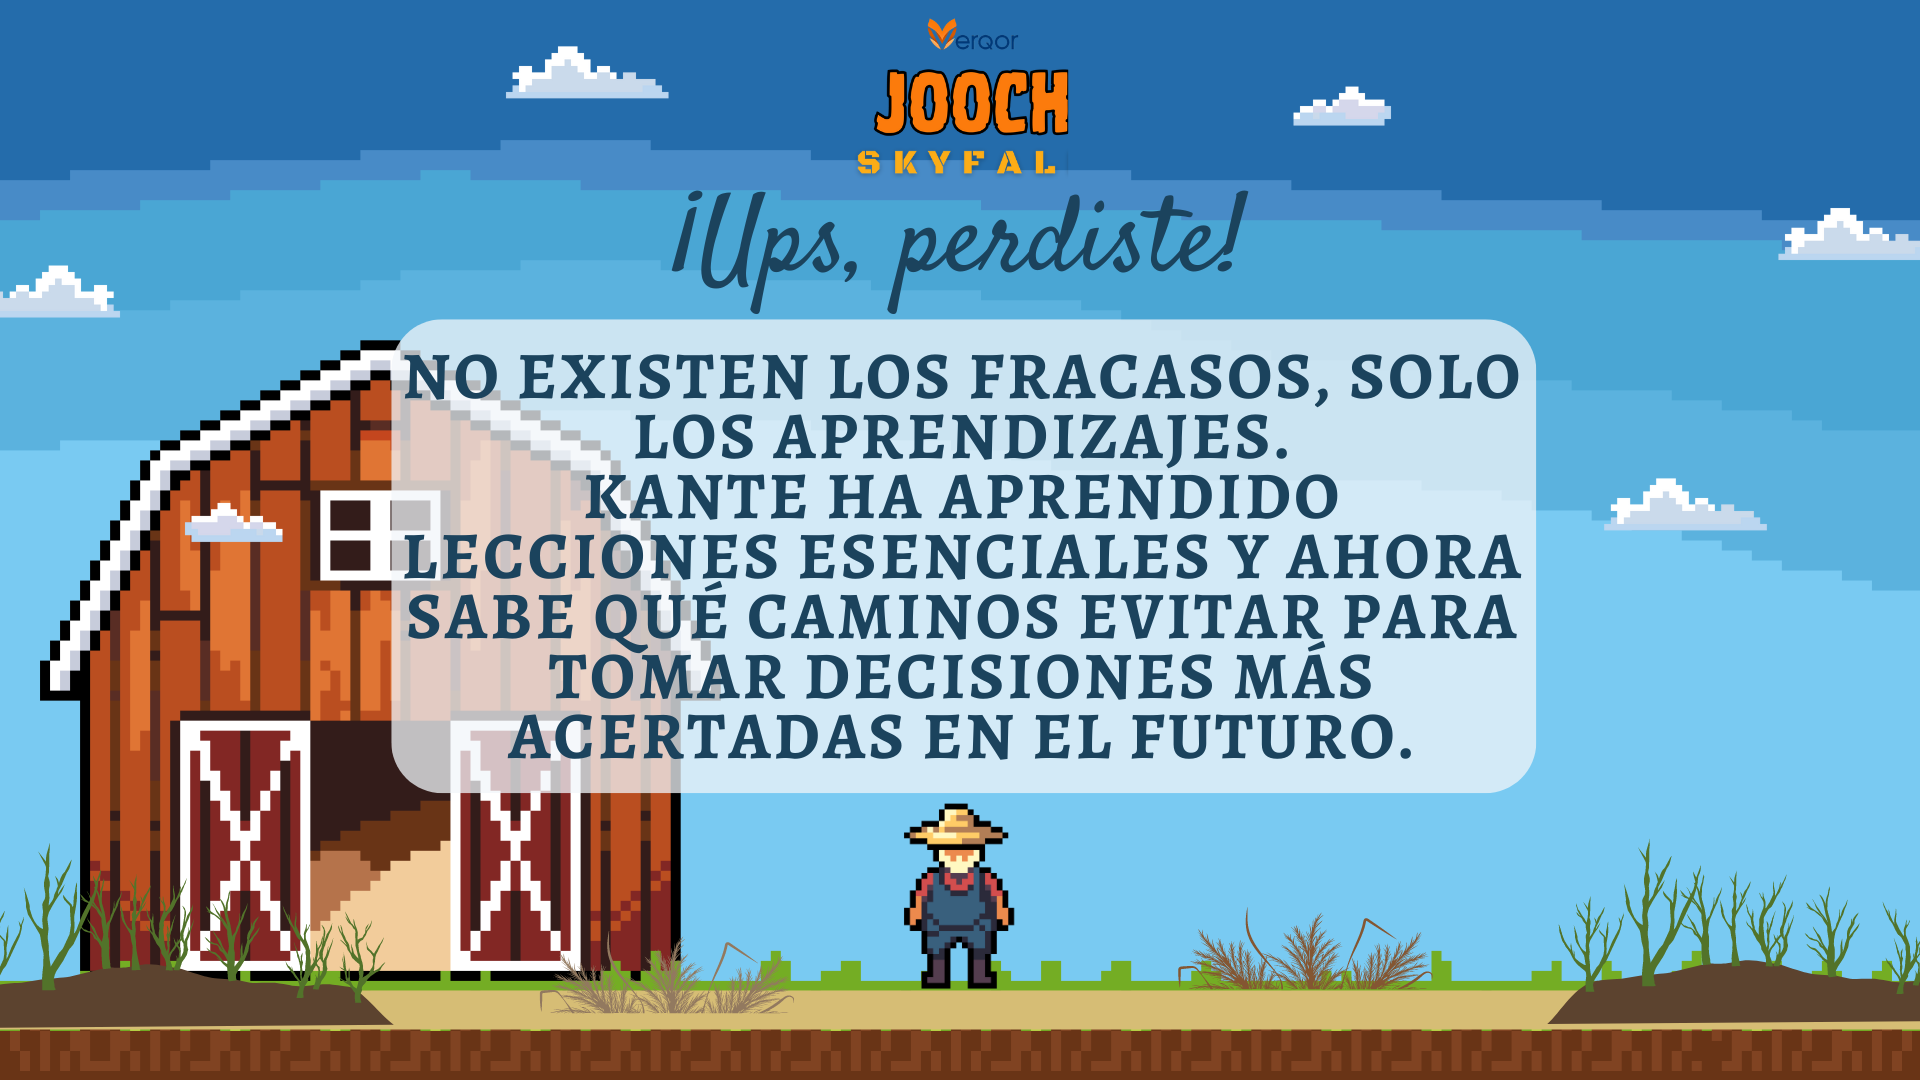 Verqor
JOOCH
SKYFAL
¡Ups, perdiste!
NO EXISTEN LOS FRACASOS, SOLO
LOS APRENDIZAJES.
KANTE HA APRENDIDO
LECCIONES ESENCIALES Y AHORA
SABE QUÉ CAMINOS EVITAR PARA
TOMAR DECISIONES MÁS
ACERTADAS EN EL FUTURO.